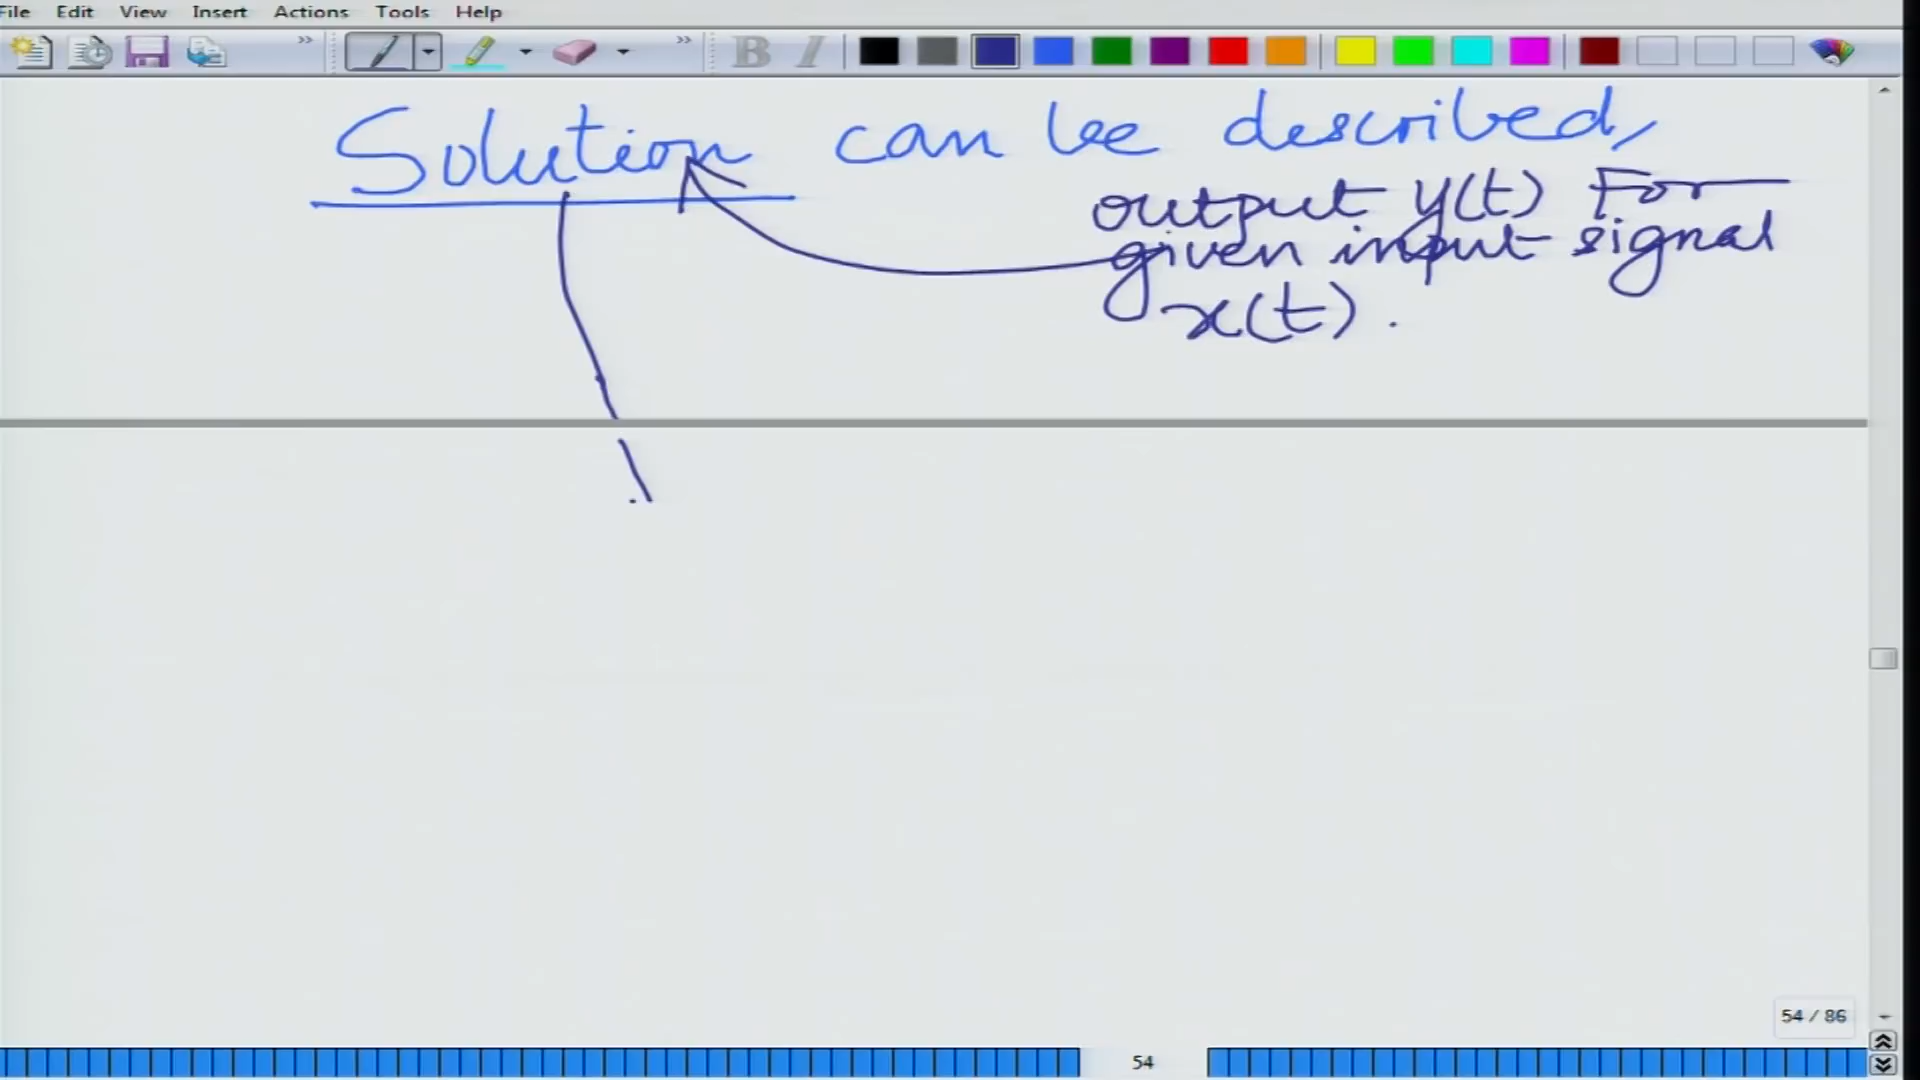 File Edit View Insert Actions Tools Help
B I
Solution can be described,
output y(t) For
given input signal
x(t).
54 / 86
54